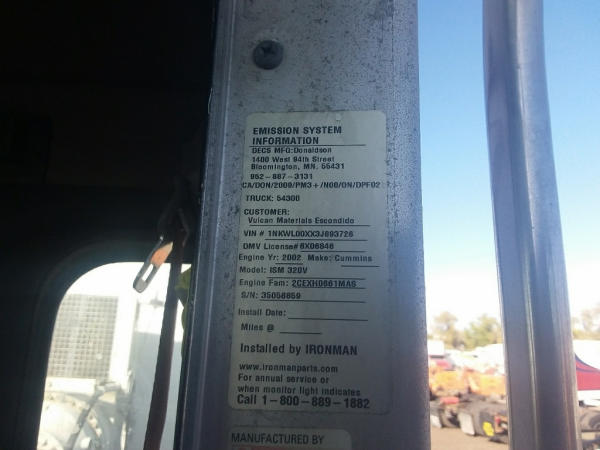 EMISSION SYSTEM
INFORMATION
DECS MFG:Donaldson
1400 West 94th Street
Bloomington, MN. 55431
952-887-3131
CA/DON/2009/PM3+/N00/ON/DPF02
TRUCK: 54300
CUSTOMER:
Vulcan Materials Escondido
VIN # 1NKWL00XX3J893726
DMV License# 6X06846
Engine Yr: 2002 Make: Cummins
Model: ISM 320V
Engine Fam: 2CEXH0661MAS
S/N: 35056659
Install Date:
Miles @
Installed by IRONMAN
www.ironmanparts.com
For annual service or
when monitor light indicates
Call 1-800-889-1882
MANUFACTURED BY